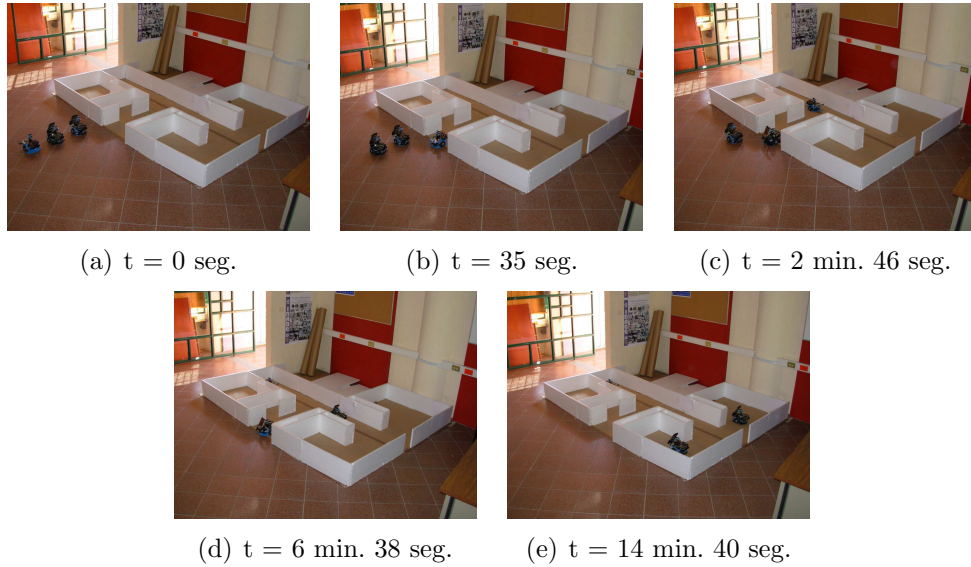 (a) t = 0 seg.
(b) t = 35 seg.
(c) t = 2 min. 46 seg.
(d) t = 6 min. 38 seg.
(e) t = 14 min. 40 seg.